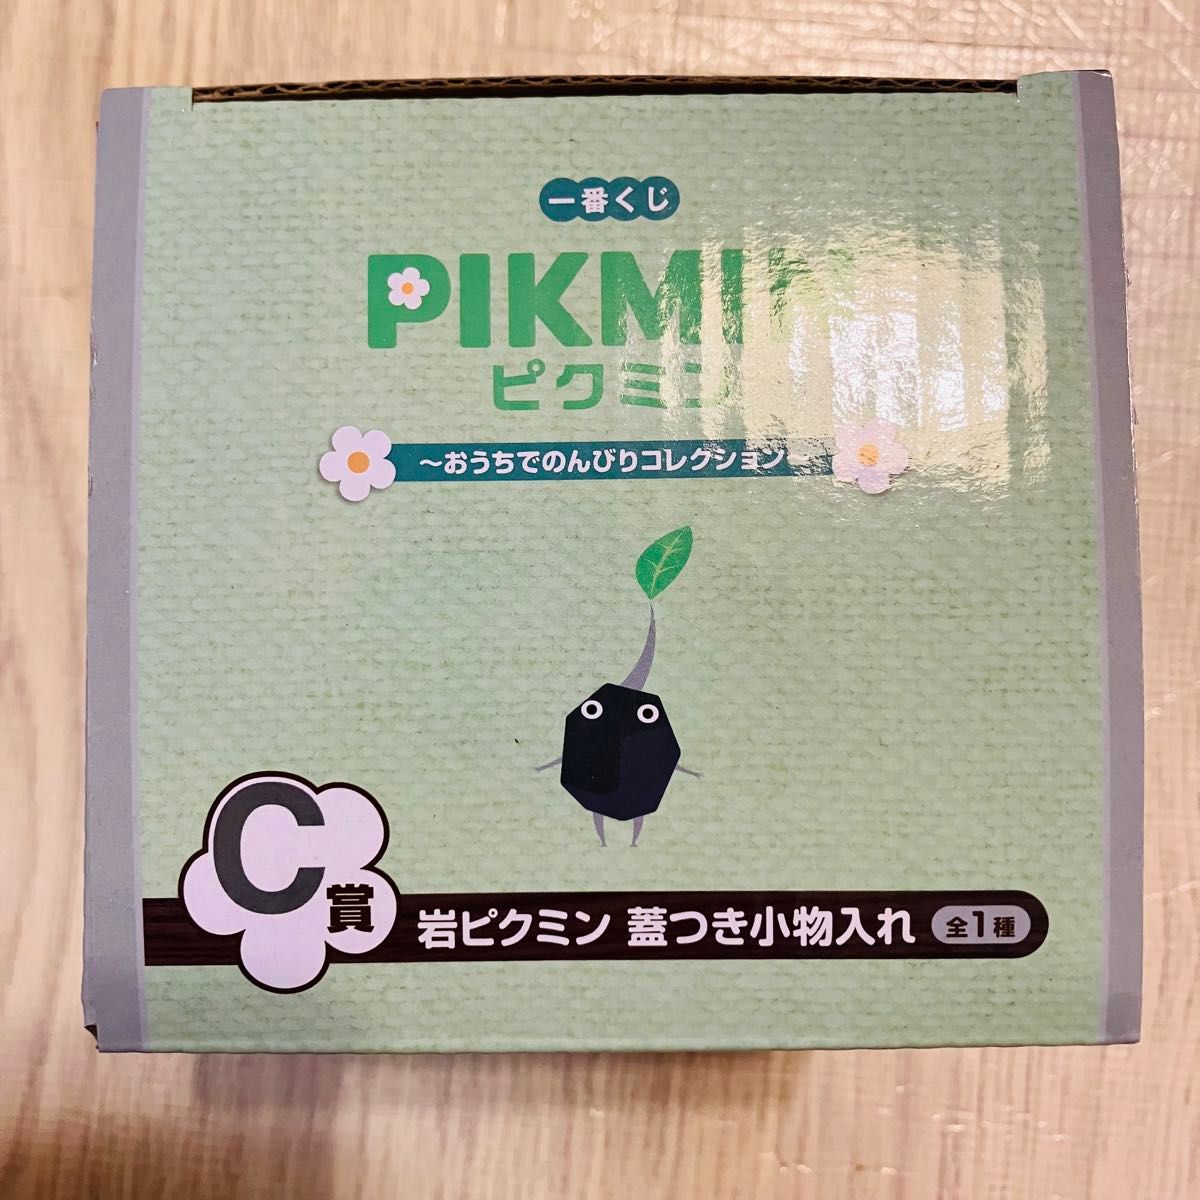 一番くじ
PIKMIN
ピクミン
～おうちでのんびりコレクション～
C賞
岩ピクミン 蓋つき小物入れ 全1種